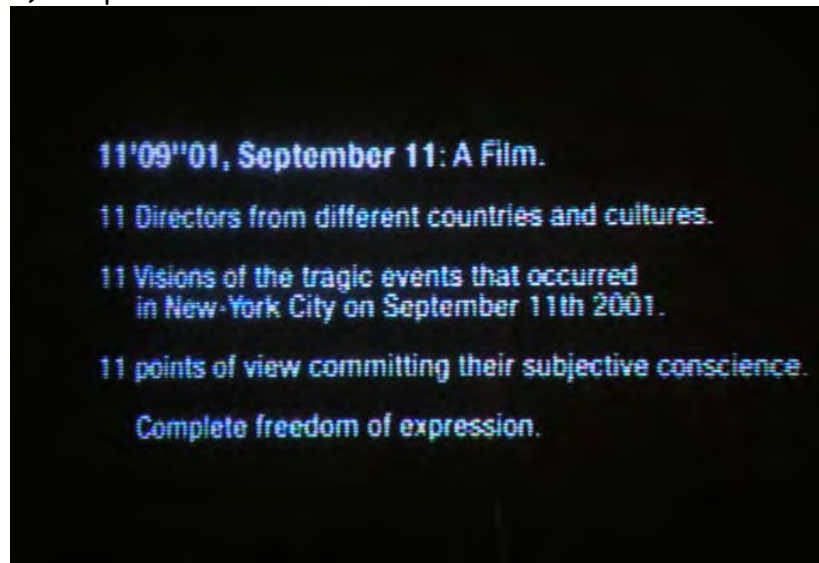 11'09''01, September 11: A Film.
11 Directors from different countries and cultures.
11 Visions of the tragic events that occurred
in New-York City on September 11th 2001.
11 points of view committing their subjective conscience.
Complete freedom of expression.